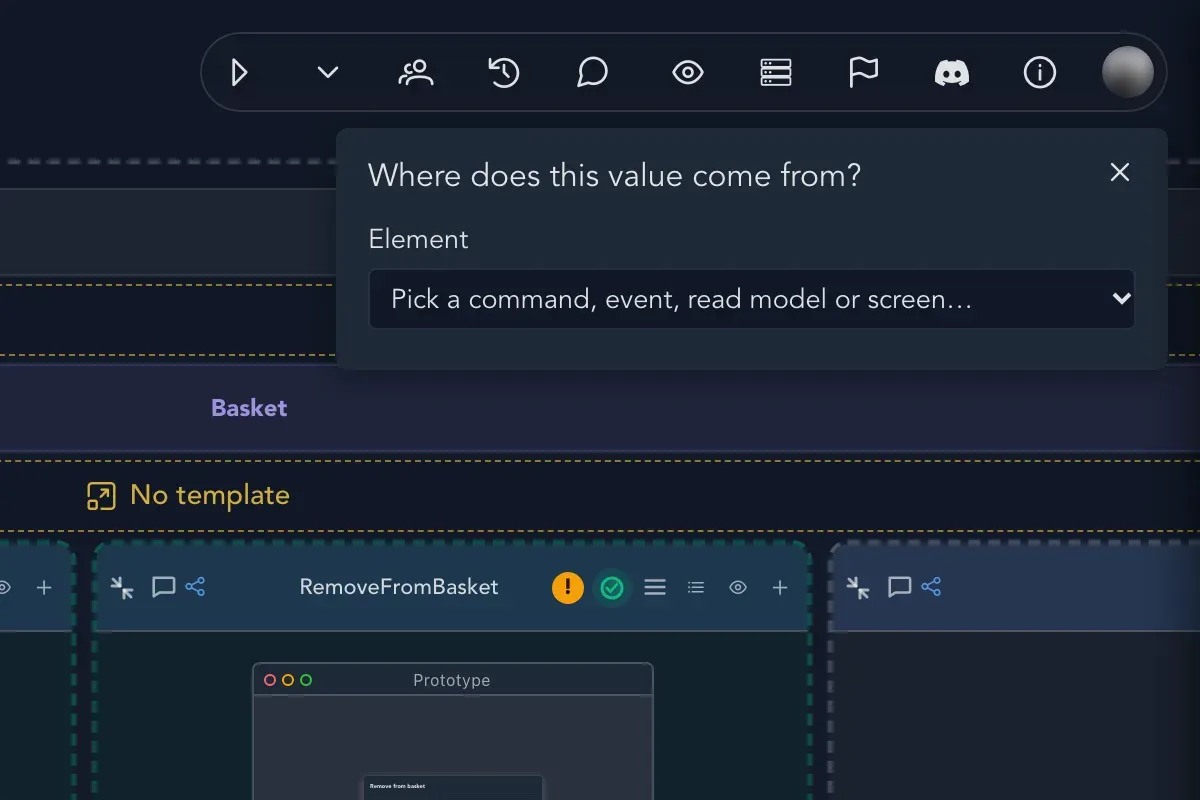 Where does this value come from?
Element
Pick a command, event, read model or screen...
Basket
No template
RemoveFromBasket
Prototype
Remove from basket